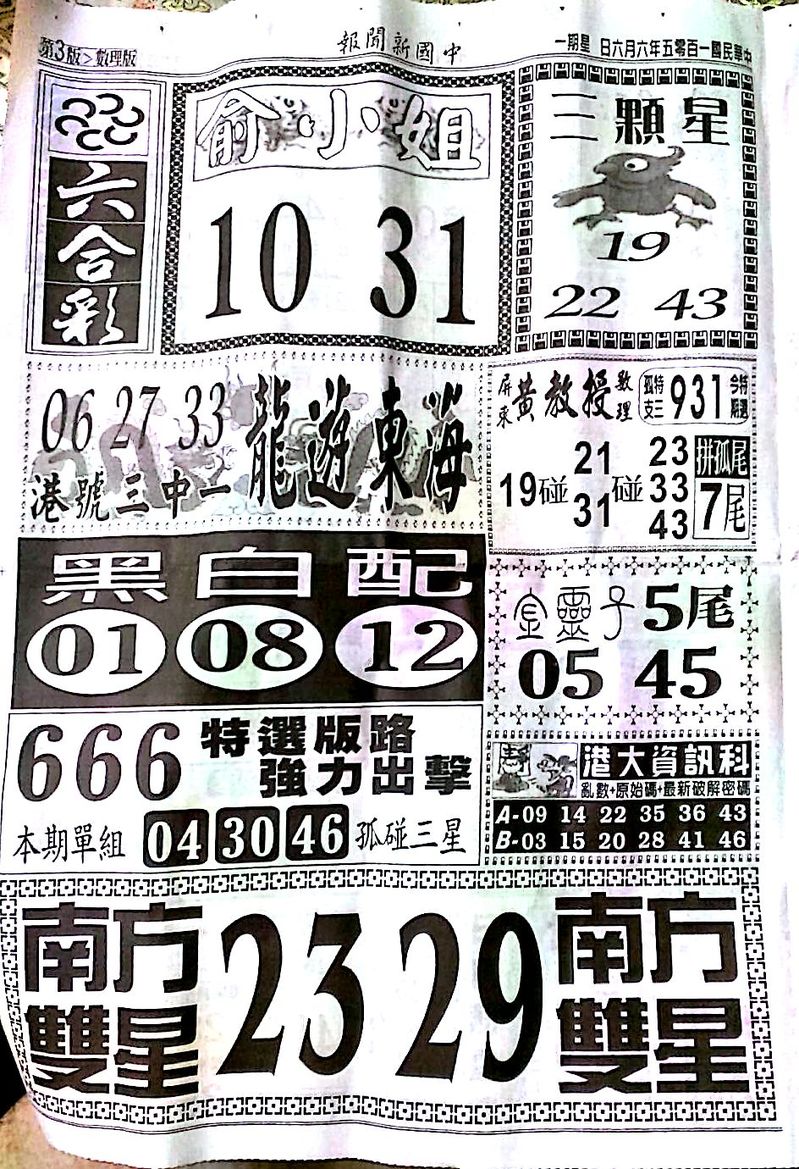 第3版>數理版
報聞新國中
中華民國一百零五年六月六日 星期一
六合彩
俞小姐
10 31
三顆星
19
22 43
06 27 33
港號三中一
龍遊東海
屏東黃教授數理
孤特支三 931 今特期選
19碰 21 31 碰 23 33 43
拼孤尾
7尾
黑白配
01 08 12
金靈子 5尾
05 45
666 特選版路
強力出擊
本期單組 04 30 46 孤碰三星
港大資訊科
亂數+原始碼+最新破解密碼
A-09 14 22 35 36 43
B-03 15 20 28 41 46
南方雙星
23 29
南方雙星